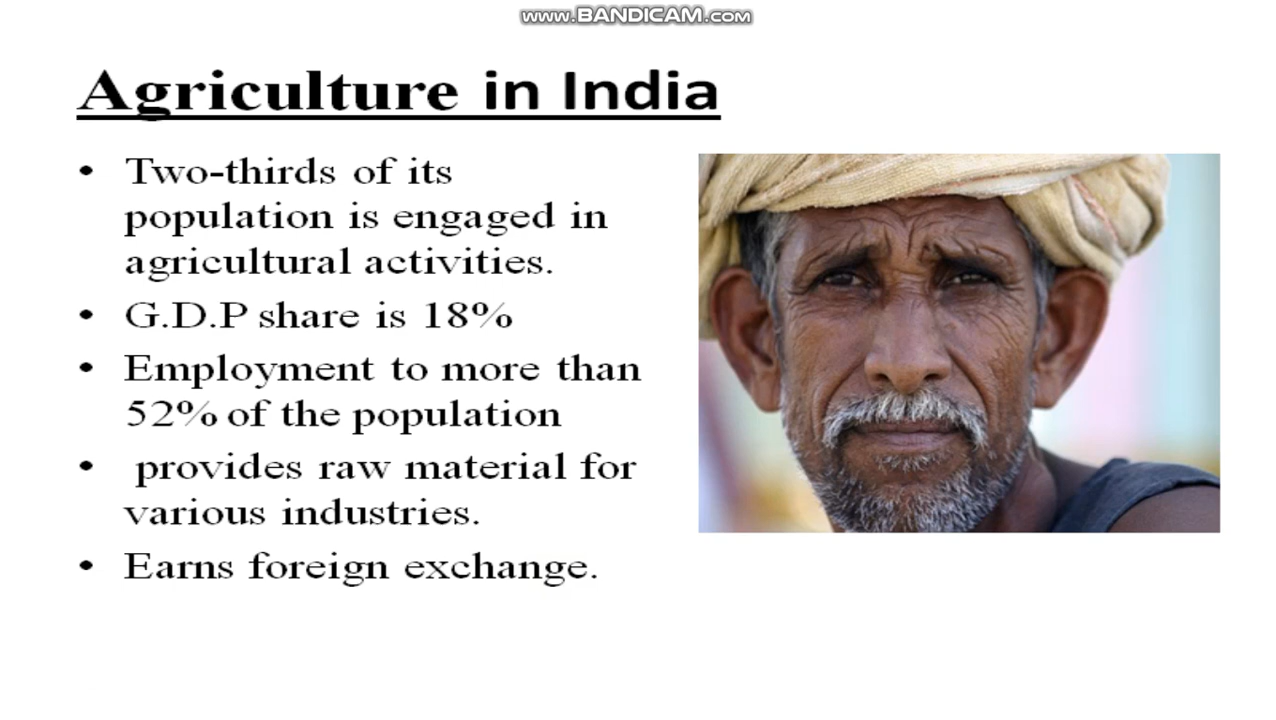 www.BANDICAM.com
Agriculture in India
• Two-thirds of its
population is engaged in
agricultural activities.
• G.D.P share is 18%
• Employment to more than
52% of the population
• provides raw material for
various industries.
• Earns foreign exchange.